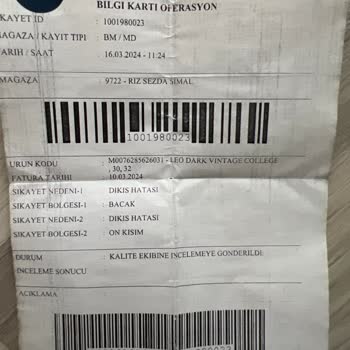 BILGI KARTI OPERASYON
IKAYET ID : 1001980023
MAGAZA / KAYIT TIPI : BM / MD
TARIH / SAAT : 16.03.2024 - 11:24
MAGAZA : 9722 - RIZ SEZDA SIMAL
1001980023
URUN KODU : M0076285626031 - LEO DARK VINTAGE COLLEGE
, 30, 32
FATURA TARIHI : 10.03.2024
SIKAYET NEDENI-1 : DIKIS HATASI
SIKAYET BOLGESI-1 : BACAK
SIKAYET NEDENI-2 : DIKIS HATASI
SIKAYET BOLGESI-2 : ON KISIM
DURUM : KALITE EKIBINE INCELEMEYE GONDERILDI
INCELEME SONUCU
ACIKLAMA